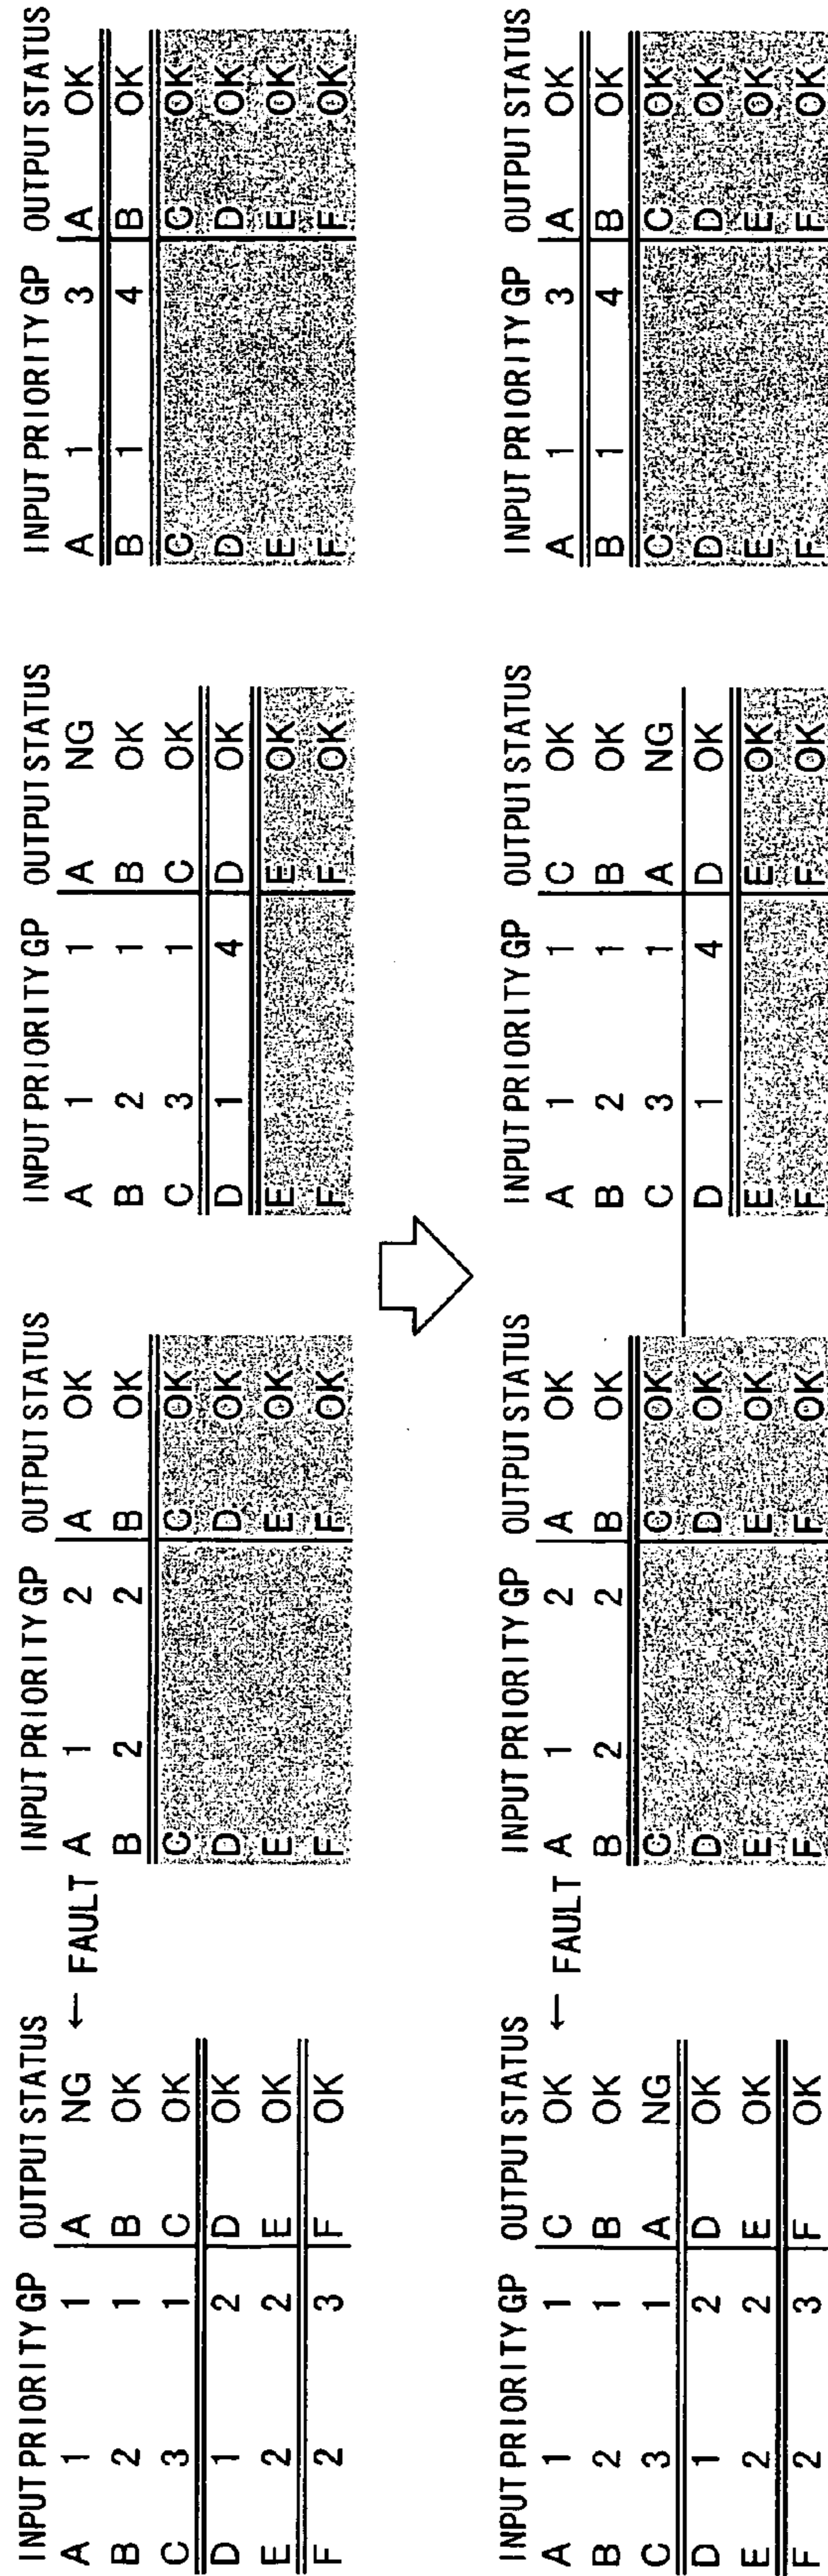 INPUT PRIORITY GP OUTPUT STATUS
A 1 1 A NG ← FAULT
B 2 1 B OK
C 3 1 C OK
D 1 2 D OK
E 2 2 E OK
F 2 3 F OK
INPUT PRIORITY GP OUTPUT STATUS
A 1 2 A OK
B 2 2 B OK
C C OK
D D OK
E E OK
F F OK
INPUT PRIORITY GP OUTPUT STATUS
A 1 1 A NG
B 2 1 B OK
C 3 1 C OK
D 1 4 D OK
E E OK
F F OK
INPUT PRIORITY GP OUTPUT STATUS
A 1 3 A OK
B 1 4 B OK
C C OK
D D OK
E E OK
F F OK
INPUT PRIORITY GP OUTPUT STATUS
A 1 1 C OK ← FAULT
B 2 1 B OK
C 3 1 A NG
D 1 2 D OK
E 2 2 E OK
F 2 3 F OK
INPUT PRIORITY GP OUTPUT STATUS
A 1 2 A OK
B 2 2 B OK
C C OK
D D OK
E E OK
F F OK
INPUT PRIORITY GP OUTPUT STATUS
A 1 1 C OK
B 2 1 B OK
C 3 1 A NG
D 1 4 D OK
E E OK
F F OK
INPUT PRIORITY GP OUTPUT STATUS
A 1 3 A OK
B 1 4 B OK
C C OK
D D OK
E E OK
F F OK